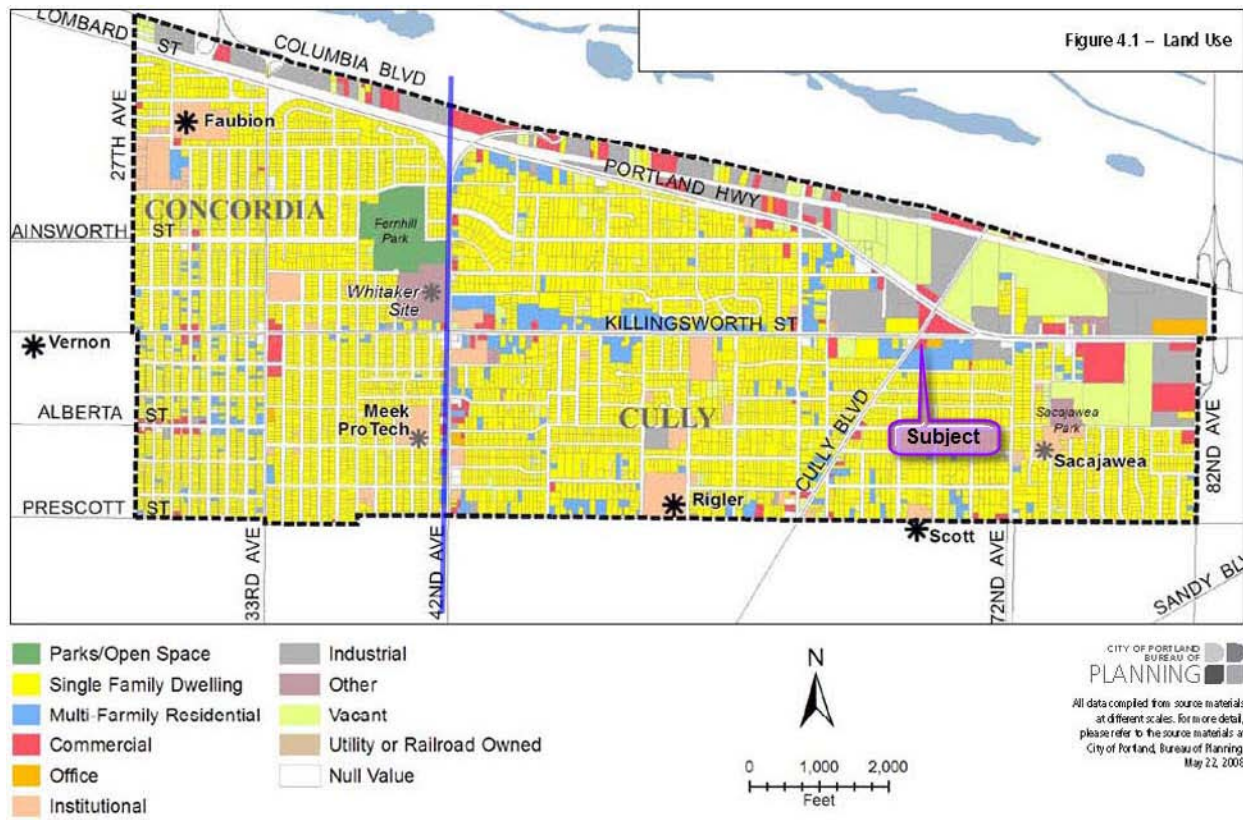 Figure 4.1 – Land Use
LOMBARD ST
COLUMBIA BLVD
27TH AVE
Faubion
PORTLAND HWY
CONCORDIA
AINSWORTH ST
Fernhill
Park
Whitaker
Site
KILLINGSWORTH ST
Vernon
ALBERTA ST
Meek
Pro Tech
CULLY
CULLY BLVD
Subject
Sacajawea
Park
Sacajawea
82ND AVE
PRESCOTT ST
Rigler
Scott
33RD AVE
42ND AVE
72ND AVE
SANDY BLV
Parks/Open Space
Single Family Dwelling
Multi-Farmily Residential
Commercial
Office
Institutional
Industrial
Other
Vacant
Utility or Railroad Owned
Null Value
N
0 1,000 2,000
Feet
CITY OF PORTLAND
BUREAU OF
PLANNING
All data compiled from source materials
at different scales. For more detail,
please refer to the source materials at
City of Portland, Bureau of Planning
May 22, 2008